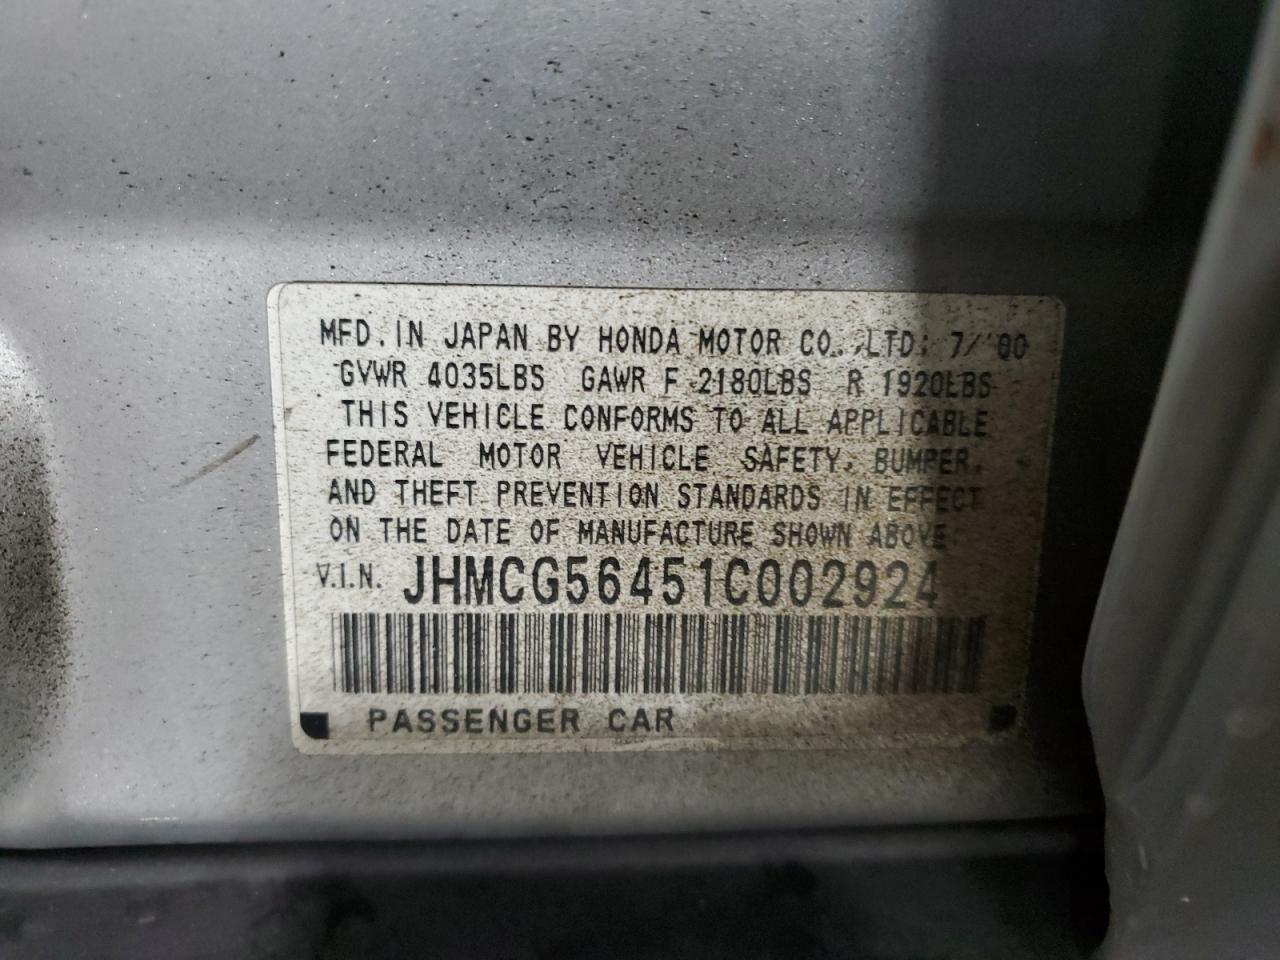 MFD. IN JAPAN BY HONDA MOTOR CO., LTD. 7/'00
GVWR 4035LBS GAWR F 2180LBS R 1920LBS
THIS VEHICLE CONFORMS TO ALL APPLICABLE
FEDERAL MOTOR VEHICLE SAFETY, BUMPER,
AND THEFT PREVENTION STANDARDS IN EFFECT
ON THE DATE OF MANUFACTURE SHOWN ABOVE.
V.I.N. JHMCG56451C002924
PASSENGER CAR